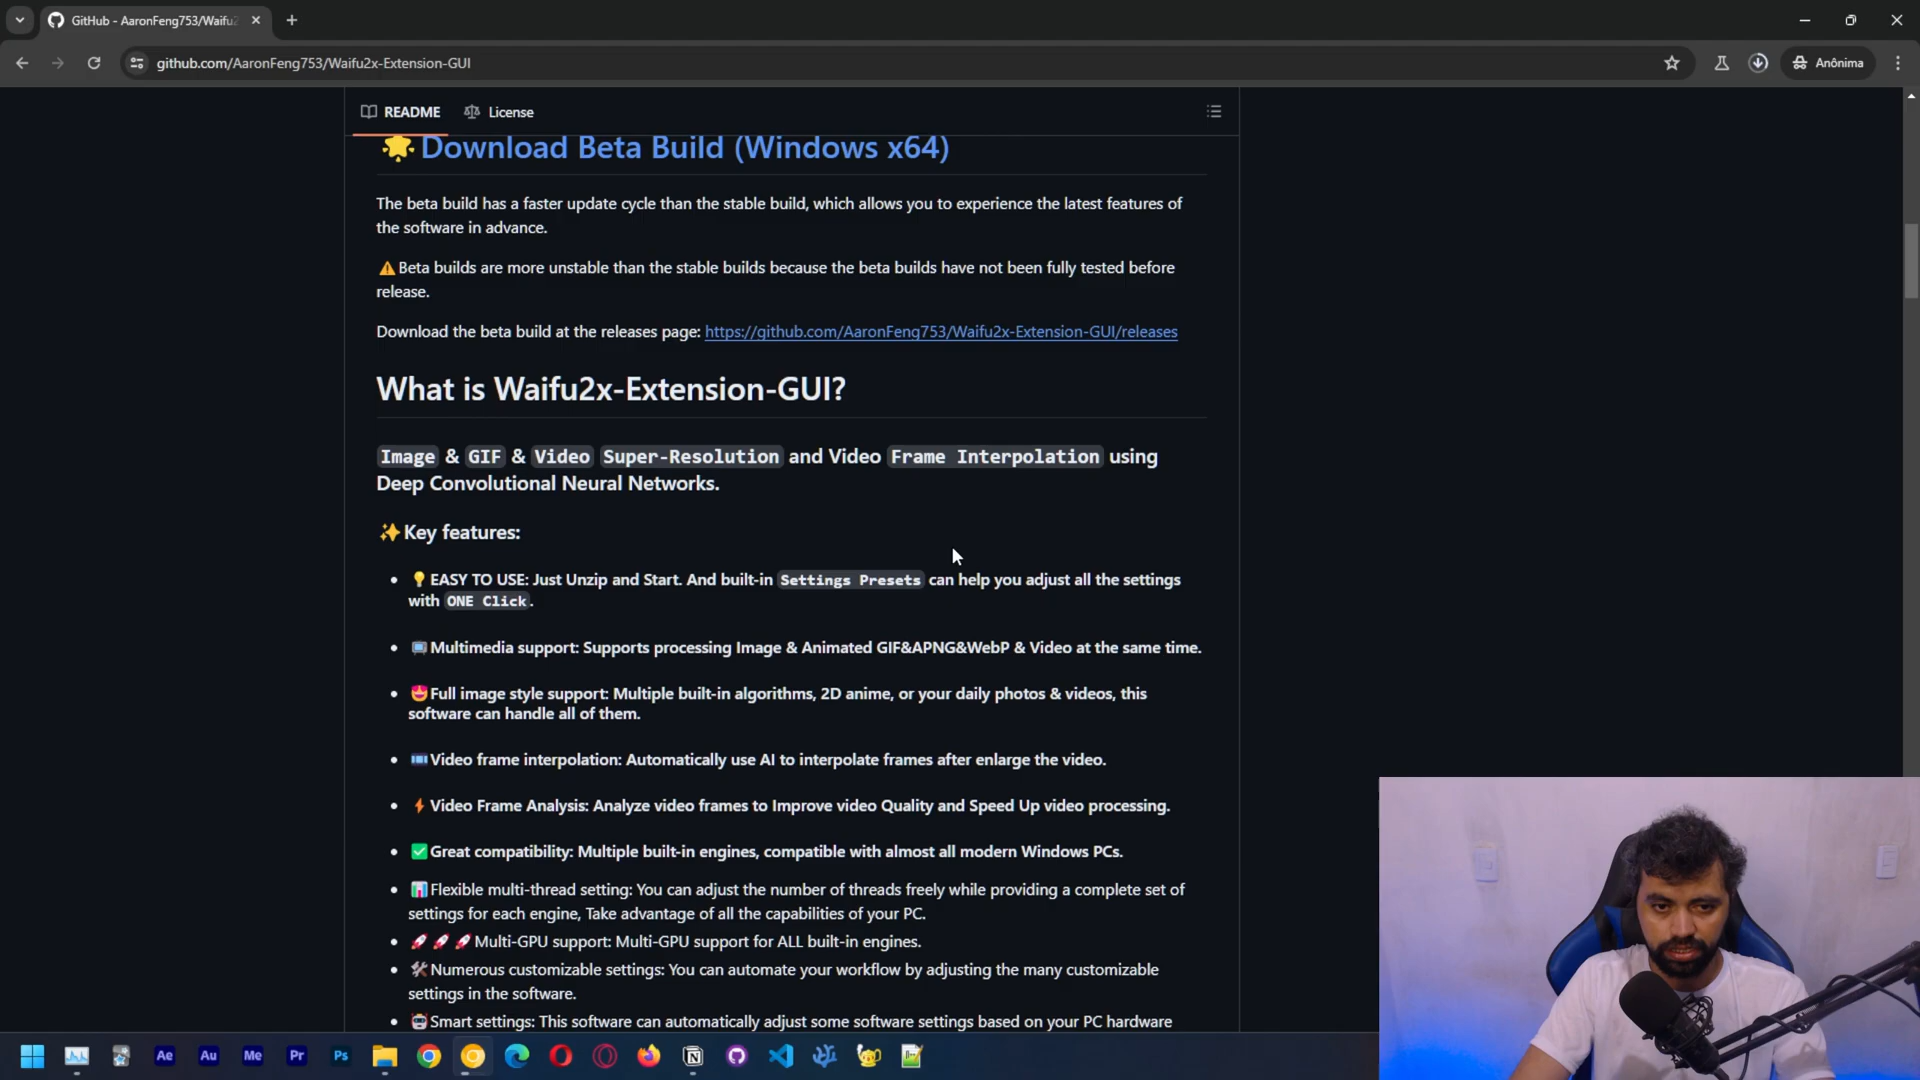 GitHub - AaronFeng753/Waifu2
github.com/AaronFeng753/Waifu2x-Extension-GUI
Anônima
README
License
Download Beta Build (Windows x64)
The beta build has a faster update cycle than the stable build, which allows you to experience the latest features of
the software in advance.
⚠Beta builds are more unstable than the stable builds because the beta builds have not been fully tested before
release.
Download the beta build at the releases page: https://github.com/AaronFeng753/Waifu2x-Extension-GUI/releases
What is Waifu2x-Extension-GUI?
Image & GIF & Video Super-Resolution and Video Frame Interpolation using
Deep Convolutional Neural Networks.
✨Key features:
• 💡EASY TO USE: Just Unzip and Start. And built-in Settings Presets can help you adjust all the settings
with ONE Click.
• 📺Multimedia support: Supports processing Image & Animated GIF&APNG&WebP & Video at the same time.
• 🤩Full image style support: Multiple built-in algorithms, 2D anime, or your daily photos & videos, this
software can handle all of them.
• 🎞Video frame interpolation: Automatically use AI to interpolate frames after enlarge the video.
• ⚡Video Frame Analysis: Analyze video frames to Improve video Quality and Speed Up video processing.
• ✅Great compatibility: Multiple built-in engines, compatible with almost all modern Windows PCs.
• 📊Flexible multi-thread setting: You can adjust the number of threads freely while providing a complete set of
settings for each engine, Take advantage of all the capabilities of your PC.
• 🚀🚀🚀Multi-GPU support: Multi-GPU support for ALL built-in engines.
• 🛠Numerous customizable settings: You can automate your workflow by adjusting the many customizable
settings in the software.
• 🤖Smart settings: This software can automatically adjust some software settings based on your PC hardware
Ae
Au
Me
Pr
Ps